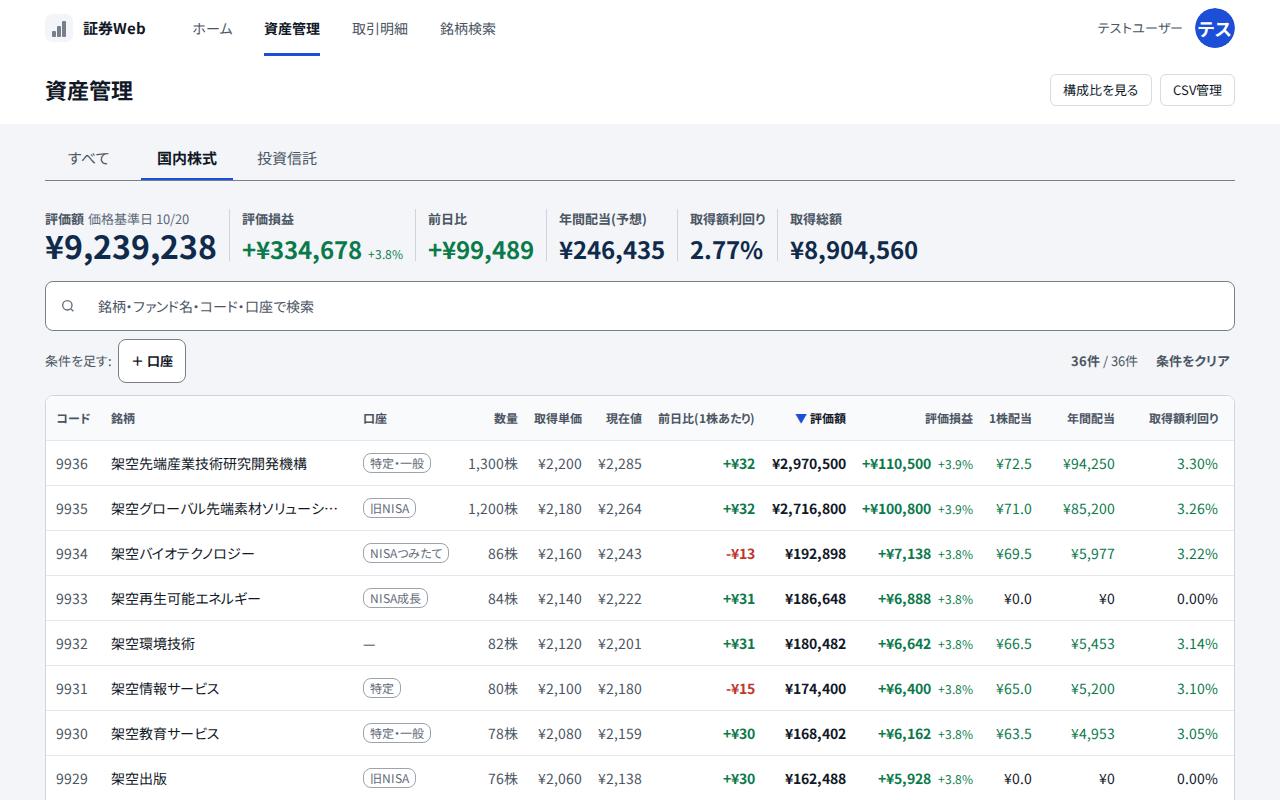 証券Web ホーム 資産管理 取引明細 銘柄検索 テストユーザー テス
資産管理 構成比を見る CSV管理
すべて 国内株式 投資信託
評価額 価格基準日 10/20 評価損益 前日比 年間配当(予想) 取得額利回り 取得総額
¥9,239,238 +¥334,678 +3.8% +¥99,489 ¥246,435 2.77% ¥8,904,560
銘柄・ファンド名・コード・口座で検索
条件を足す: ＋ 口座 36件 / 36件 条件をクリア
コード 銘柄 口座 数量 取得単価 現在値 前日比(1株あたり) ▼ 評価額 評価損益 1株配当 年間配当 取得額利回り
9936 架空先端産業技術研究開発機構 特定・一般 1,300株 ¥2,200 ¥2,285 +¥32 ¥2,970,500 +¥110,500 +3.9% ¥72.5 ¥94,250 3.30%
9935 架空グローバル先端素材ソリューシ… 旧NISA 1,200株 ¥2,180 ¥2,264 +¥32 ¥2,716,800 +¥100,800 +3.9% ¥71.0 ¥85,200 3.26%
9934 架空バイオテクノロジー NISAつみたて 86株 ¥2,160 ¥2,243 -¥13 ¥192,898 +¥7,138 +3.8% ¥69.5 ¥5,977 3.22%
9933 架空再生可能エネルギー NISA成長 84株 ¥2,140 ¥2,222 +¥31 ¥186,648 +¥6,888 +3.8% ¥0.0 ¥0 0.00%
9932 架空環境技術 — 82株 ¥2,120 ¥2,201 +¥31 ¥180,482 +¥6,642 +3.8% ¥66.5 ¥5,453 3.14%
9931 架空情報サービス 特定 80株 ¥2,100 ¥2,180 -¥15 ¥174,400 +¥6,400 +3.8% ¥65.0 ¥5,200 3.10%
9930 架空教育サービス 特定・一般 78株 ¥2,080 ¥2,159 +¥30 ¥168,402 +¥6,162 +3.8% ¥63.5 ¥4,953 3.05%
9929 架空出版 旧NISA 76株 ¥2,060 ¥2,138 +¥30 ¥162,488 +¥5,928 +3.8% ¥0.0 ¥0 0.00%